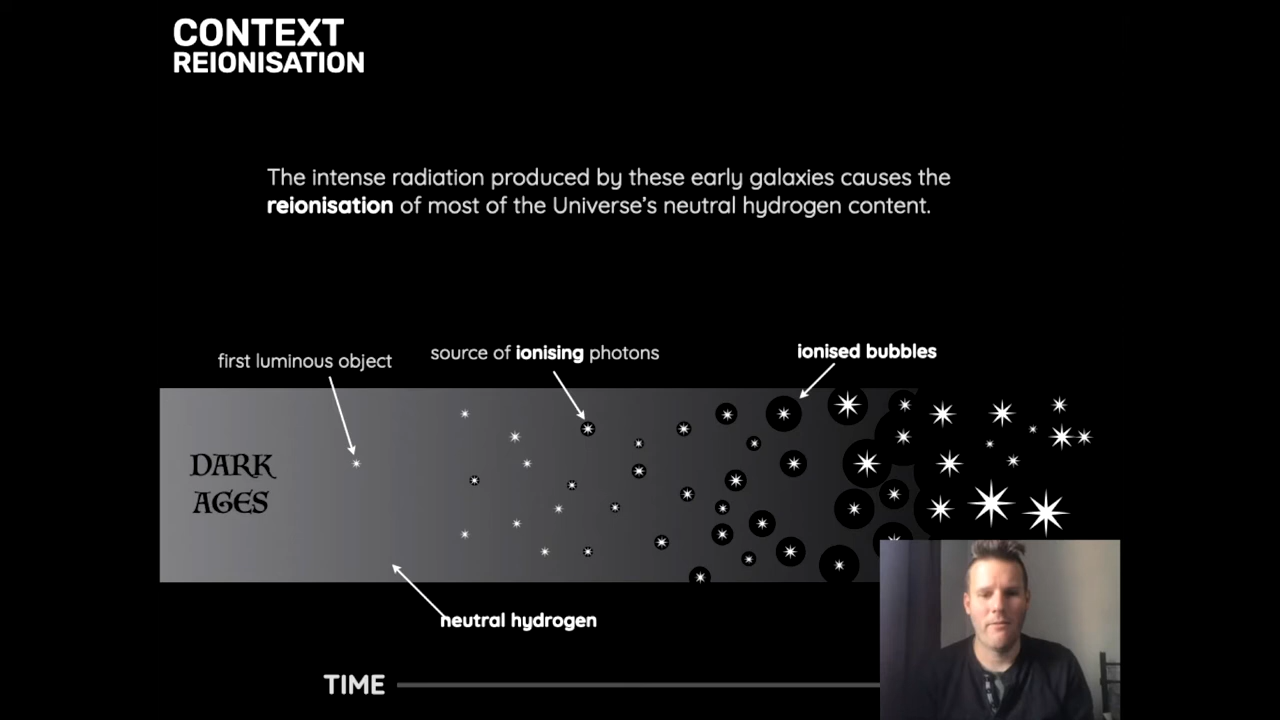 CONTEXT
REIONISATION
The intense radiation produced by these early galaxies causes the
reionisation of most of the Universe's neutral hydrogen content.
first luminous object
source of ionising photons
ionised bubbles
DARK
AGES
neutral hydrogen
TIME